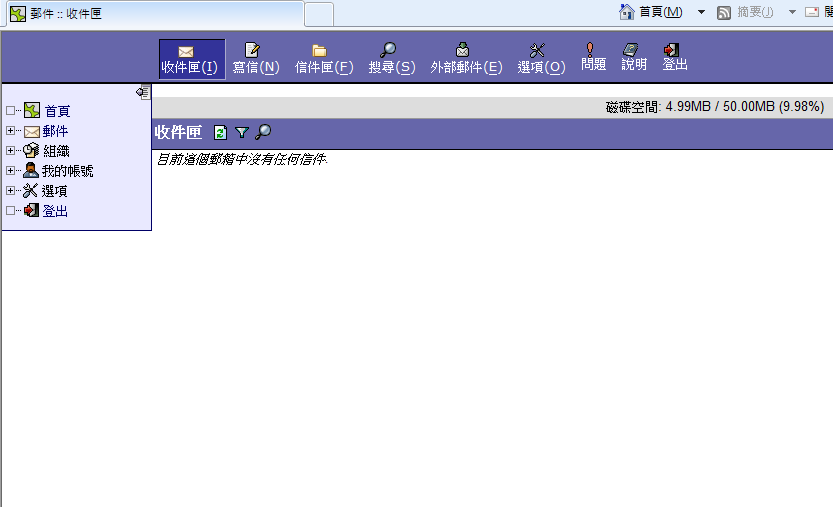 郵件 :: 收件匣
首頁(M) 摘要(J)
收件匣(I) 寫信(N) 信件匣(F) 搜尋(S) 外部郵件(E) 選項(O) 問題 說明 登出
首頁
郵件
組織
我的帳號
選項
登出
磁碟空間: 4.99MB / 50.00MB (9.98%)
收件匣
目前這個郵箱中沒有任何信件.